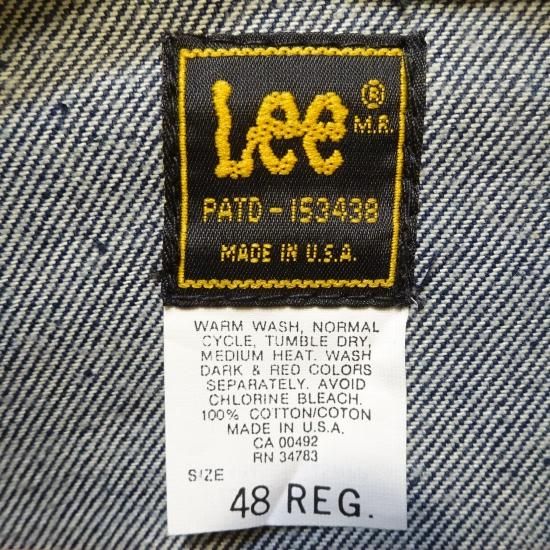 Lee ®
M.R.
PATD-153438
MADE IN U.S.A.
WARM WASH, NORMAL
CYCLE, TUMBLE DRY,
MEDIUM HEAT. WASH
DARK & RED COLORS
SEPARATELY. AVOID
CHLORINE BLEACH.
100% COTTON/COTON
MADE IN U.S.A.
CA 00492
RN 34783
SIZE
48 REG.